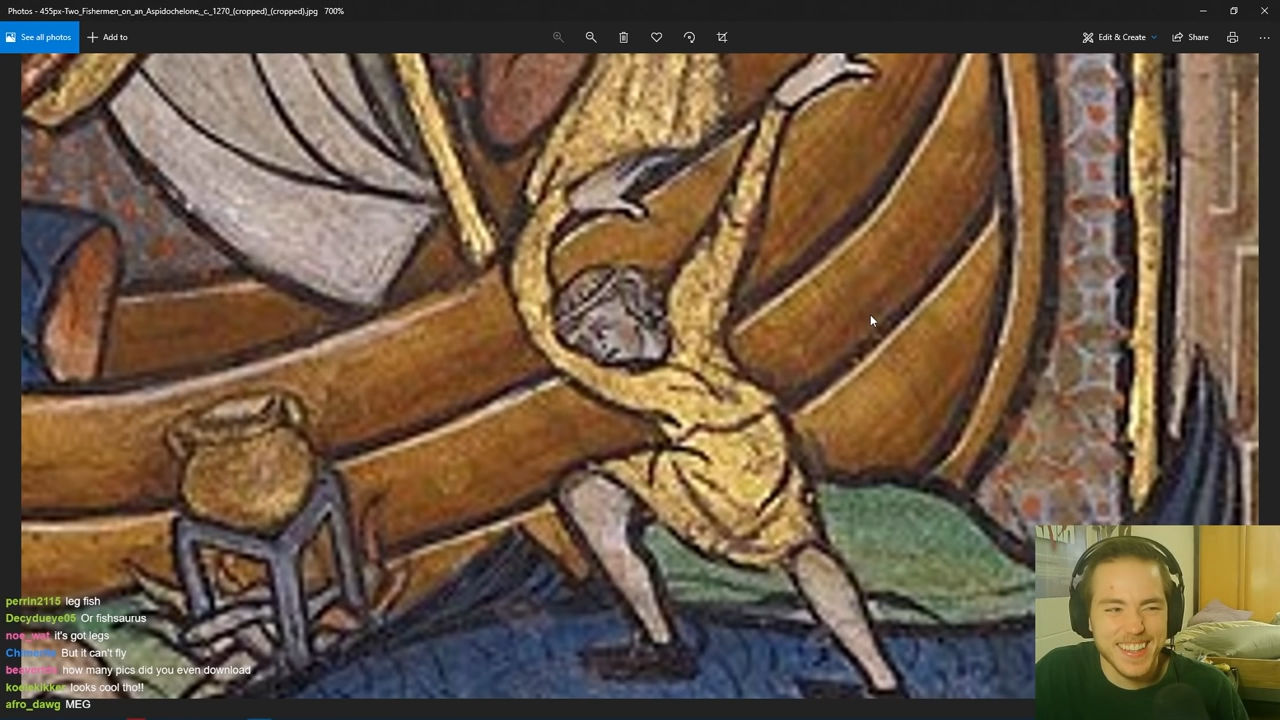 Photos - 455px-Two_Fishermen_on_an_Aspidochelone_c._1270_(cropped)_(cropped).jpg 700%
See all photos
Add to
Edit & Create
Share
perrin2115 leg fish
Decydueye05 Or fishsaurus
noe_wat it's got legs
But it can't fly
how many pics did you even download
looks cool tho!!
afro_dawg MEG